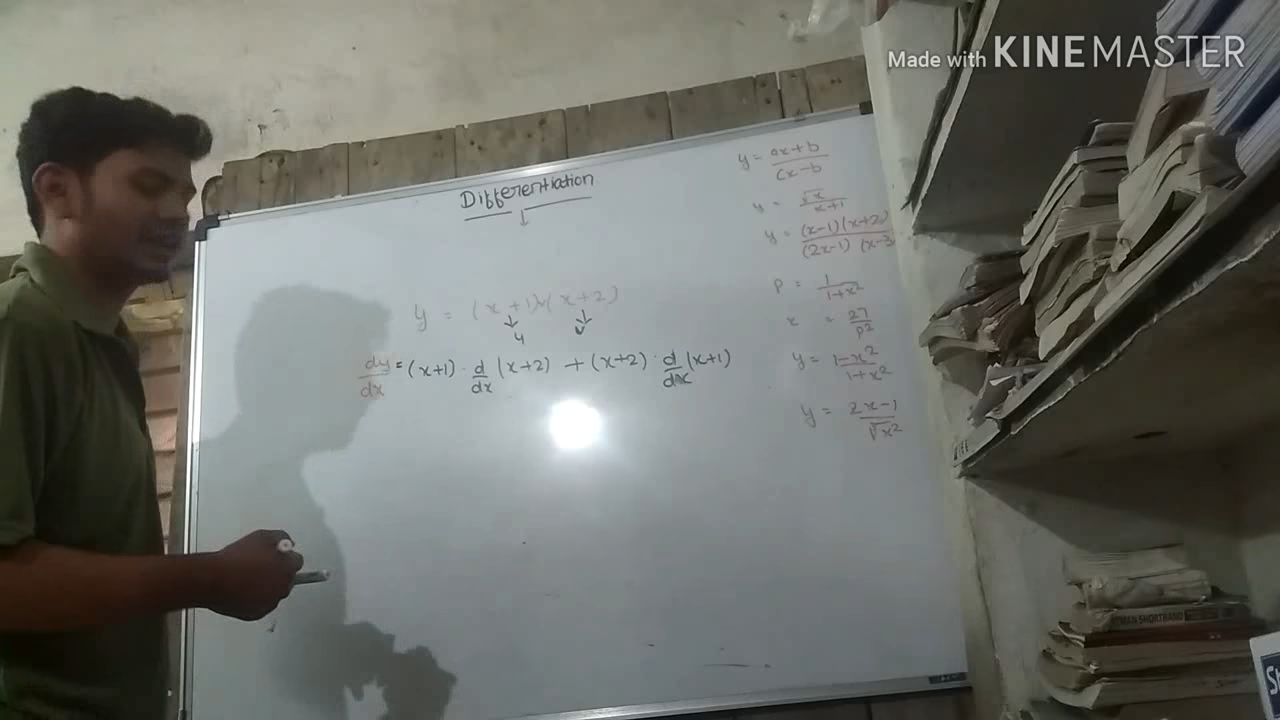 Made with KINEMASTER
Differentiation
y = (x+1)·(x+2)
u v
dy/dx = (x+1) · d/dx (x+2) + (x+2) · d/dx (x+1)
y = ax+b/cx-b
y = √x/x+1
y = (x-1)(x+2)/(2x-1)(x-3
p = 1/1+x²
x = 27/p²
y = 1-x²/1+x²
y = 2x-1/√x²